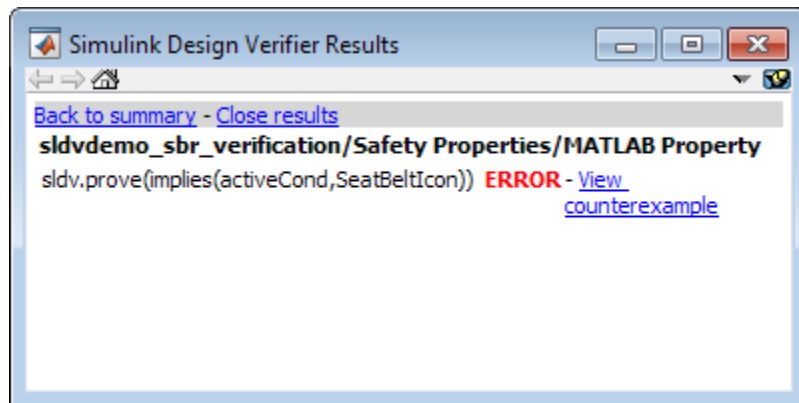 Simulink Design Verifier Results
Back to summary - Close results
sldvdemo_sbr_verification/Safety Properties/MATLAB Property
sldv.prove(implies(activeCond,SeatBeltIcon)) ERROR - View
counterexample